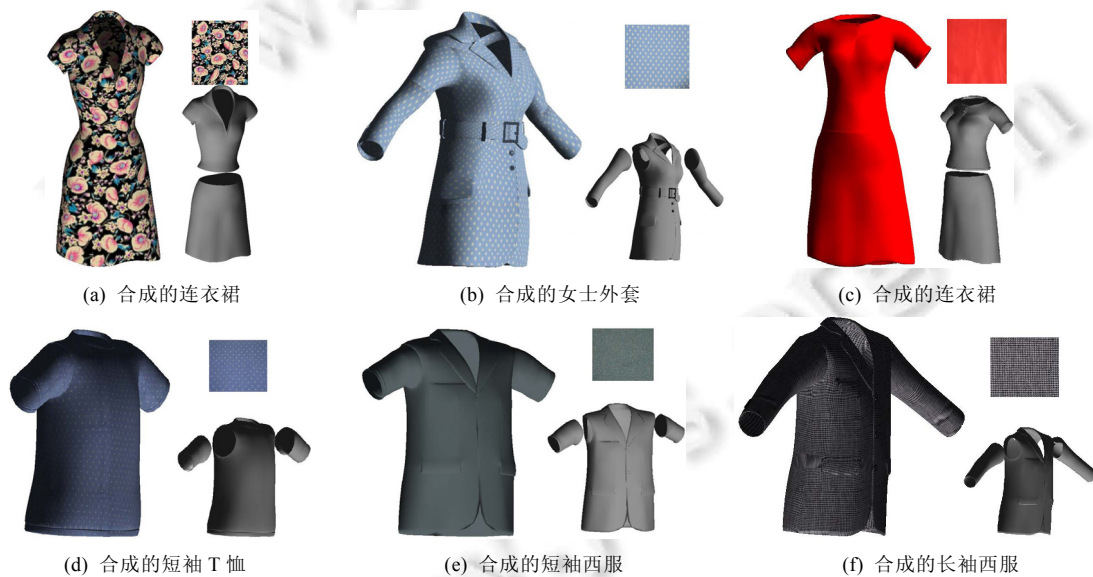 (a) 合成的连衣裙
(b) 合成的女士外套
(c) 合成的连衣裙
(d) 合成的短袖 T 恤
(e) 合成的短袖西服
(f) 合成的长袖西服